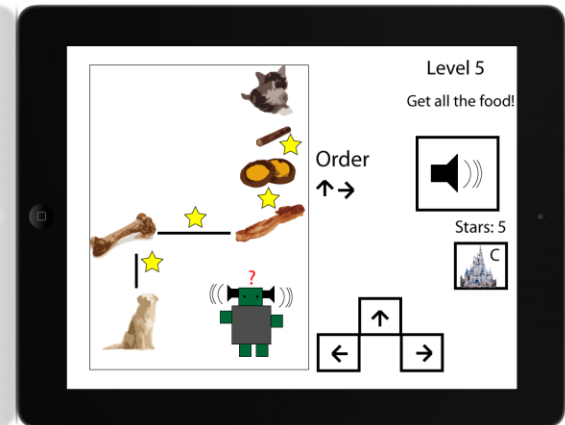 Level 5
Get all the food!
Order
↑→
Stars: 5
C
?
↑
← →